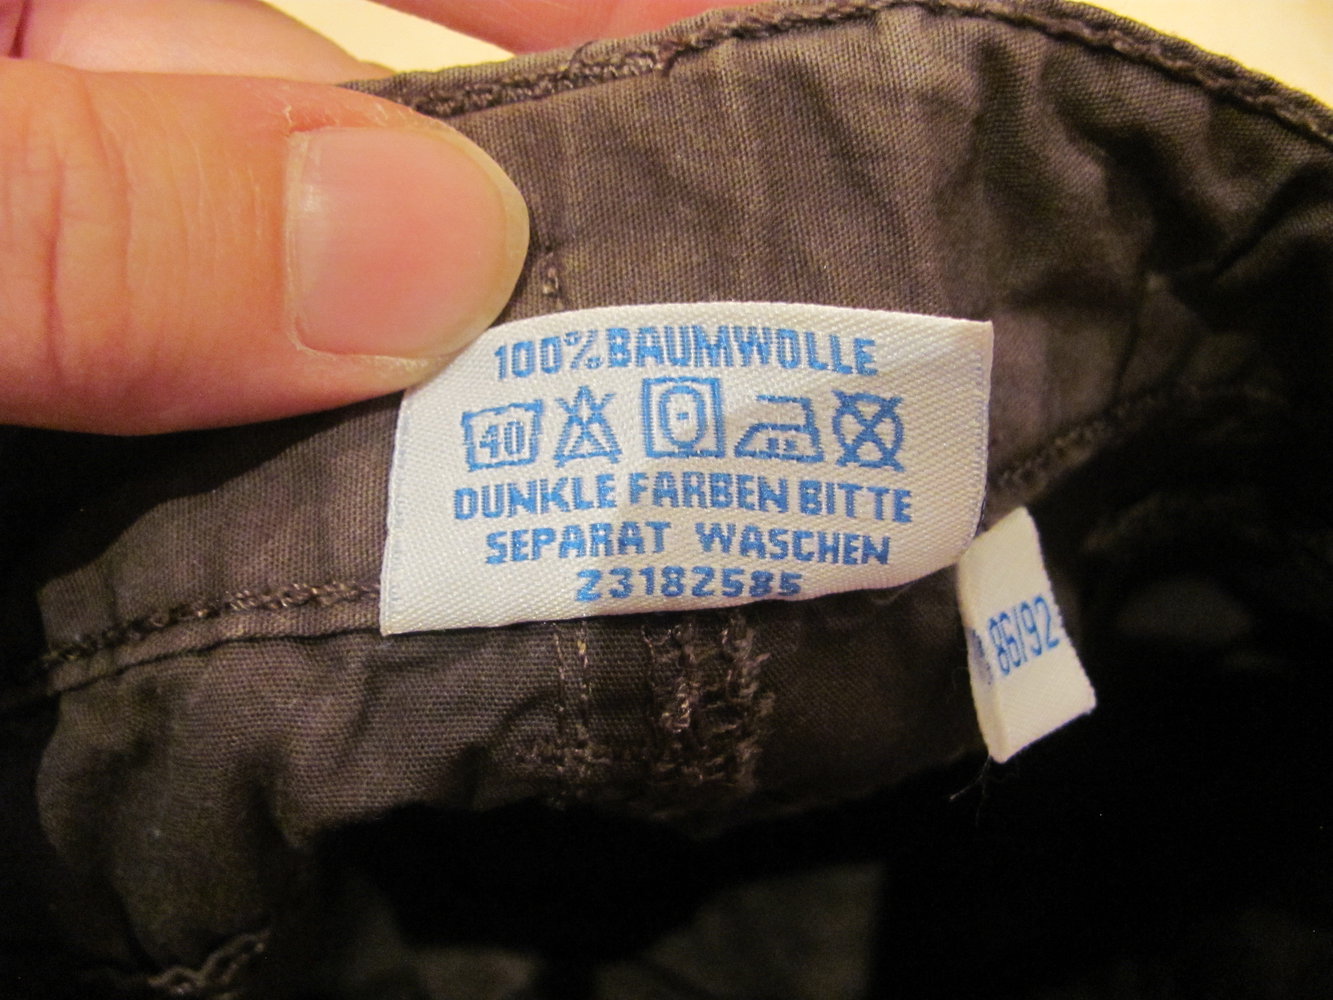 100% BAUMWOLLE
40
DUNKLE FARBEN BITTE
SEPARAT WASCHEN
23182585
86/92